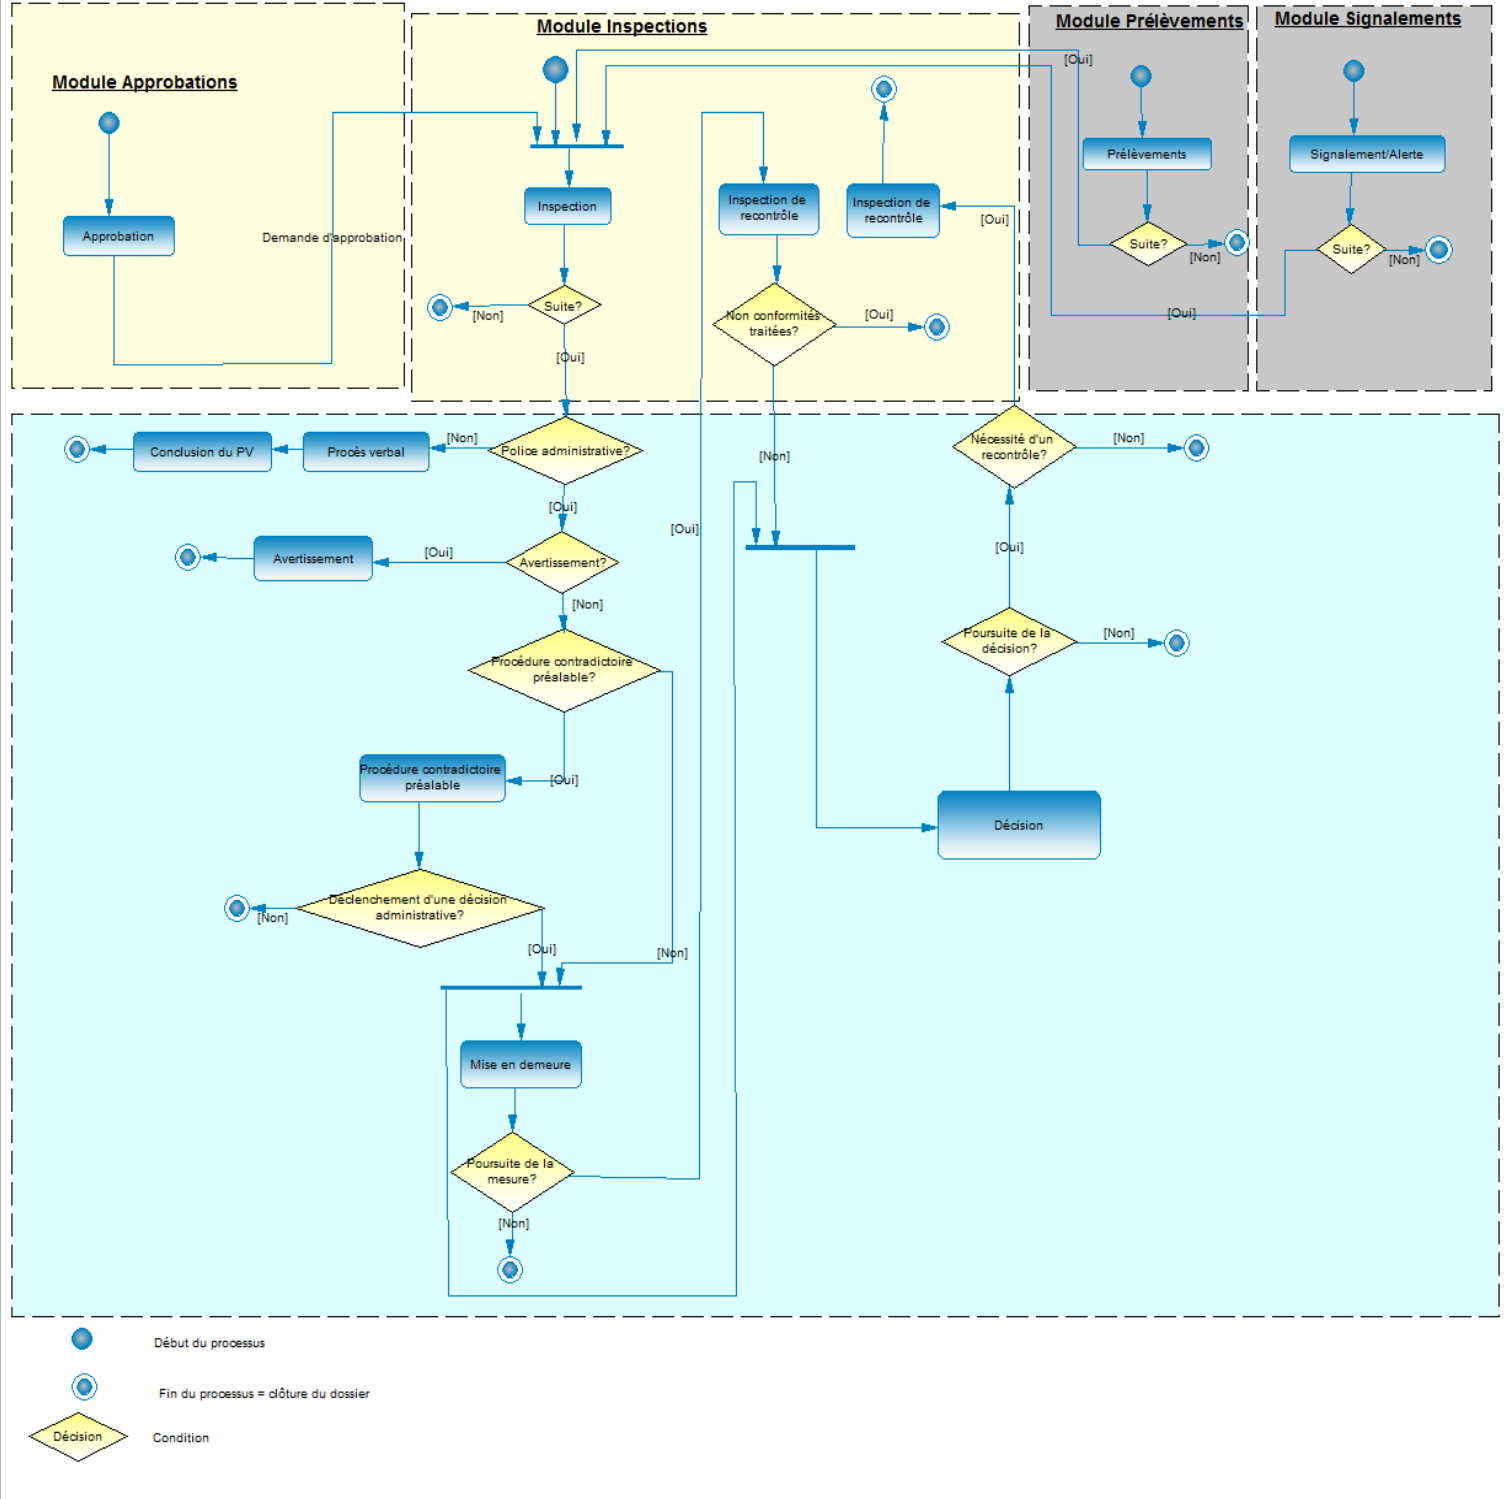 Module Approbations
Approbation
Demande d'approbation
Module Inspections
Inspection
Suite?
[Non]
[Oui]
Inspection de
recontrôle
Non conformités
traitées?
[Oui]
[Non]
Inspection de
recontrôle
[Oui]
Module Prélèvements
[Oui]
Prélèvements
Suite?
[Non]
Module Signalements
Signalement/Alerte
Suite?
[Non]
[Oui]
Police administrative?
[Non]
Procès verbal
Conclusion du PV
[Oui]
Avertissement?
[Oui]
Avertissement
[Non]
Procédure contradictoire
préalable?
[Oui]
Procédure contradictoire
préalable
[Non]
Déclenchement d'une décision
administrative?
[Non]
[Oui]
Mise en demeure
Poursuite de la
mesure?
[Non]
[Oui]
Décision
Poursuite de la
décision?
[Non]
[Oui]
Nécessité d'un
recontrôle?
[Non]
Début du processus
Fin du processus = clôture du dossier
Décision
Condition